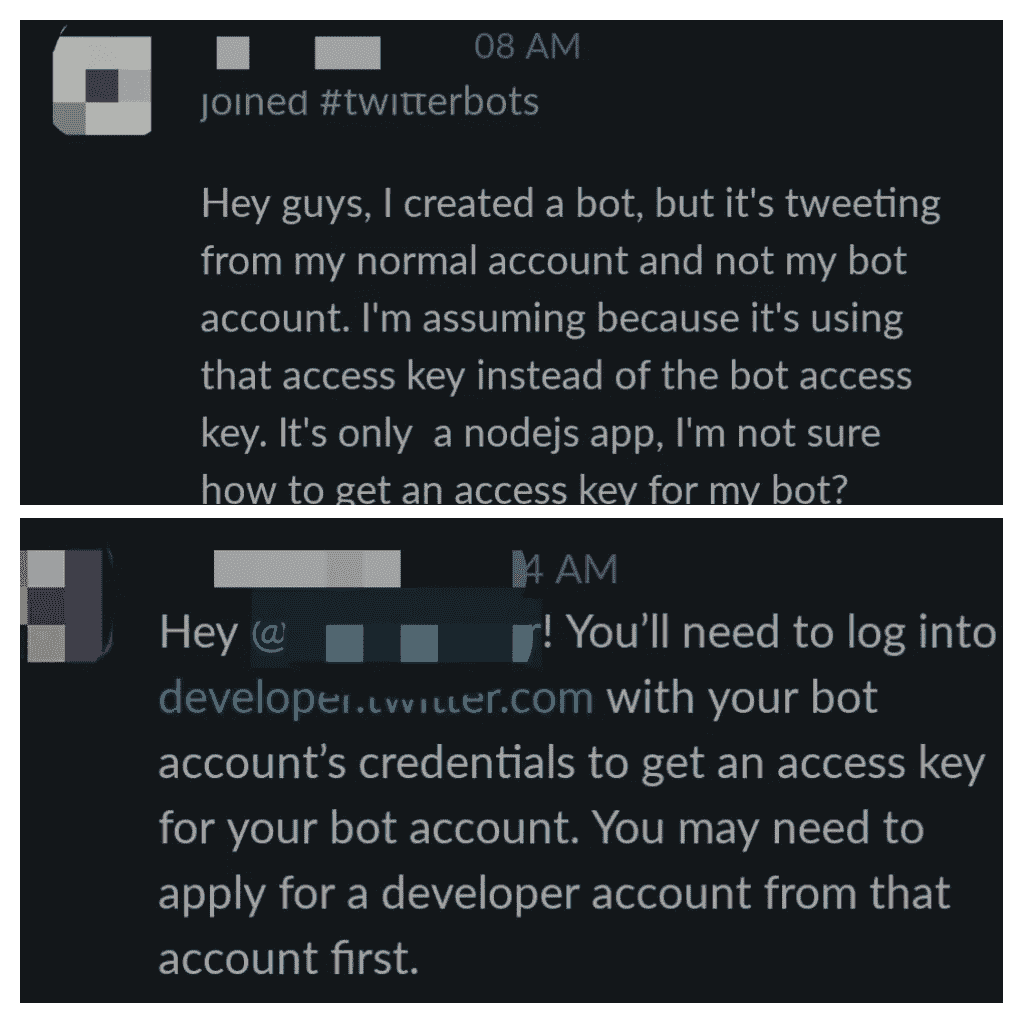 08 AM
joined #twitterbots
Hey guys, I created a bot, but it's tweeting
from my normal account and not my bot
account. I'm assuming because it's using
that access key instead of the bot access
key. It's only  a nodejs app, I'm not sure
how to get an access key for my bot?
4 AM
Hey @ r! You’ll need to log into
developer.twitter.com with your bot
account’s credentials to get an access key
for your bot account. You may need to
apply for a developer account from that
account first.